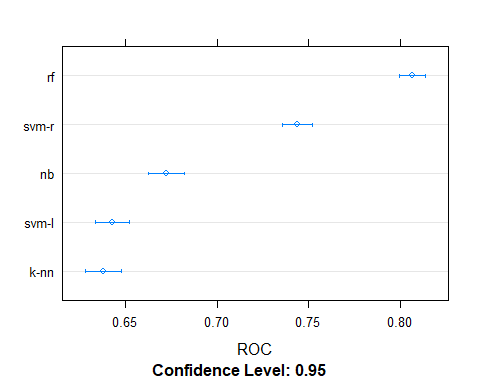 rf
svm-r
nb
svm-l
k-nn
0.65 0.70 0.75 0.80
ROC
Confidence Level: 0.95